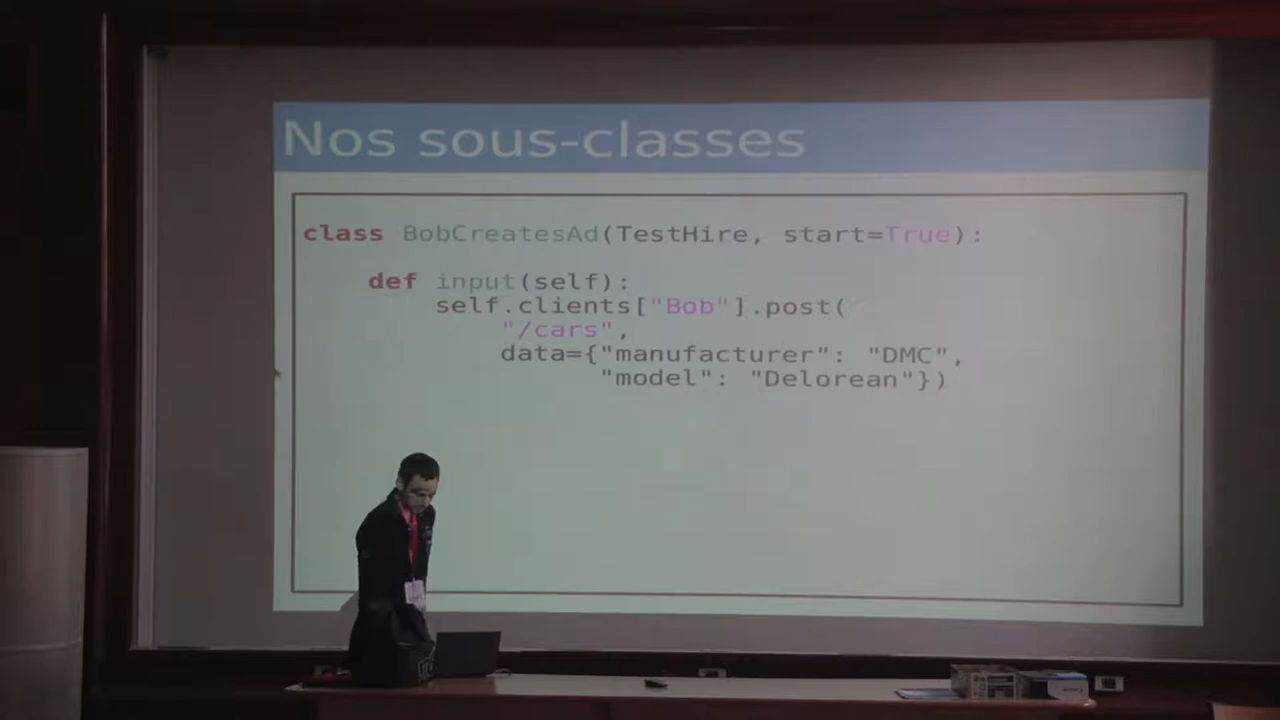 Nos sous-classes
class BobCreatesAd(TestHire, start=True):
def input(self):
self.clients["Bob"].post(
"/cars",
data={"manufacturer": "DMC",
"model": "Delorean"})